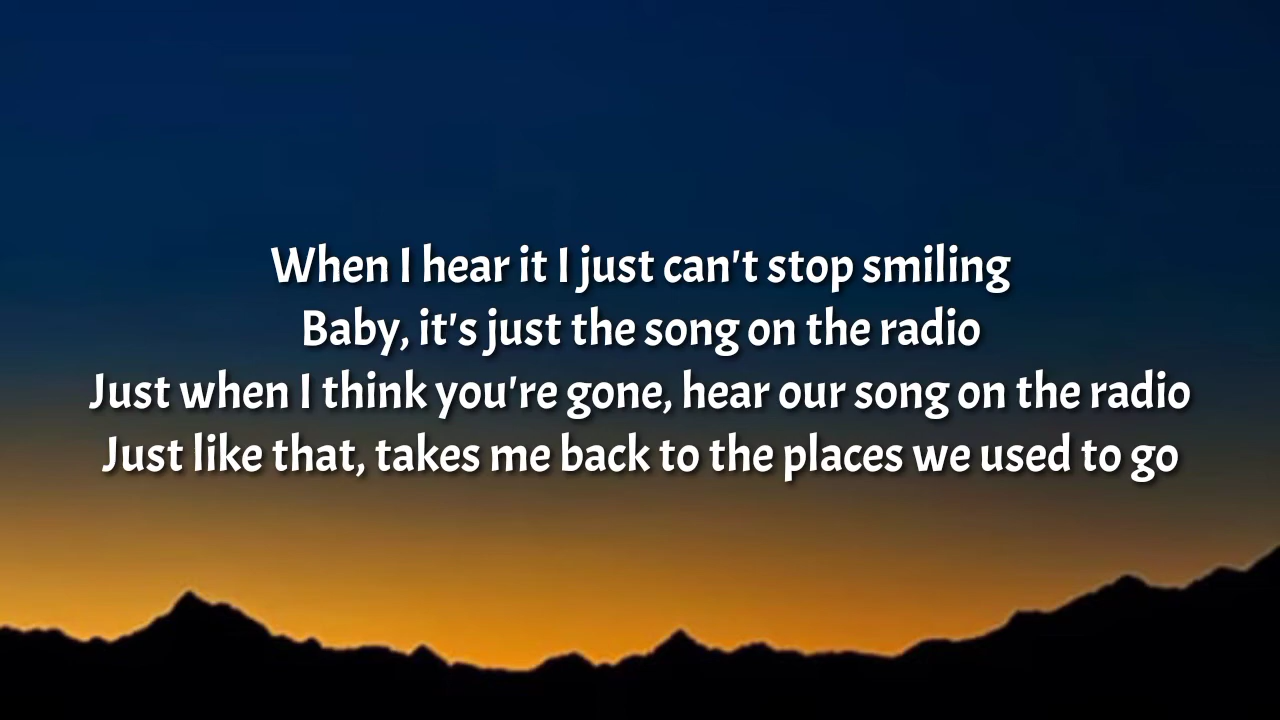 When I hear it I just can't stop smiling
Baby, it's just the song on the radio
Just when I think you're gone, hear our song on the radio
Just like that, takes me back to the places we used to go